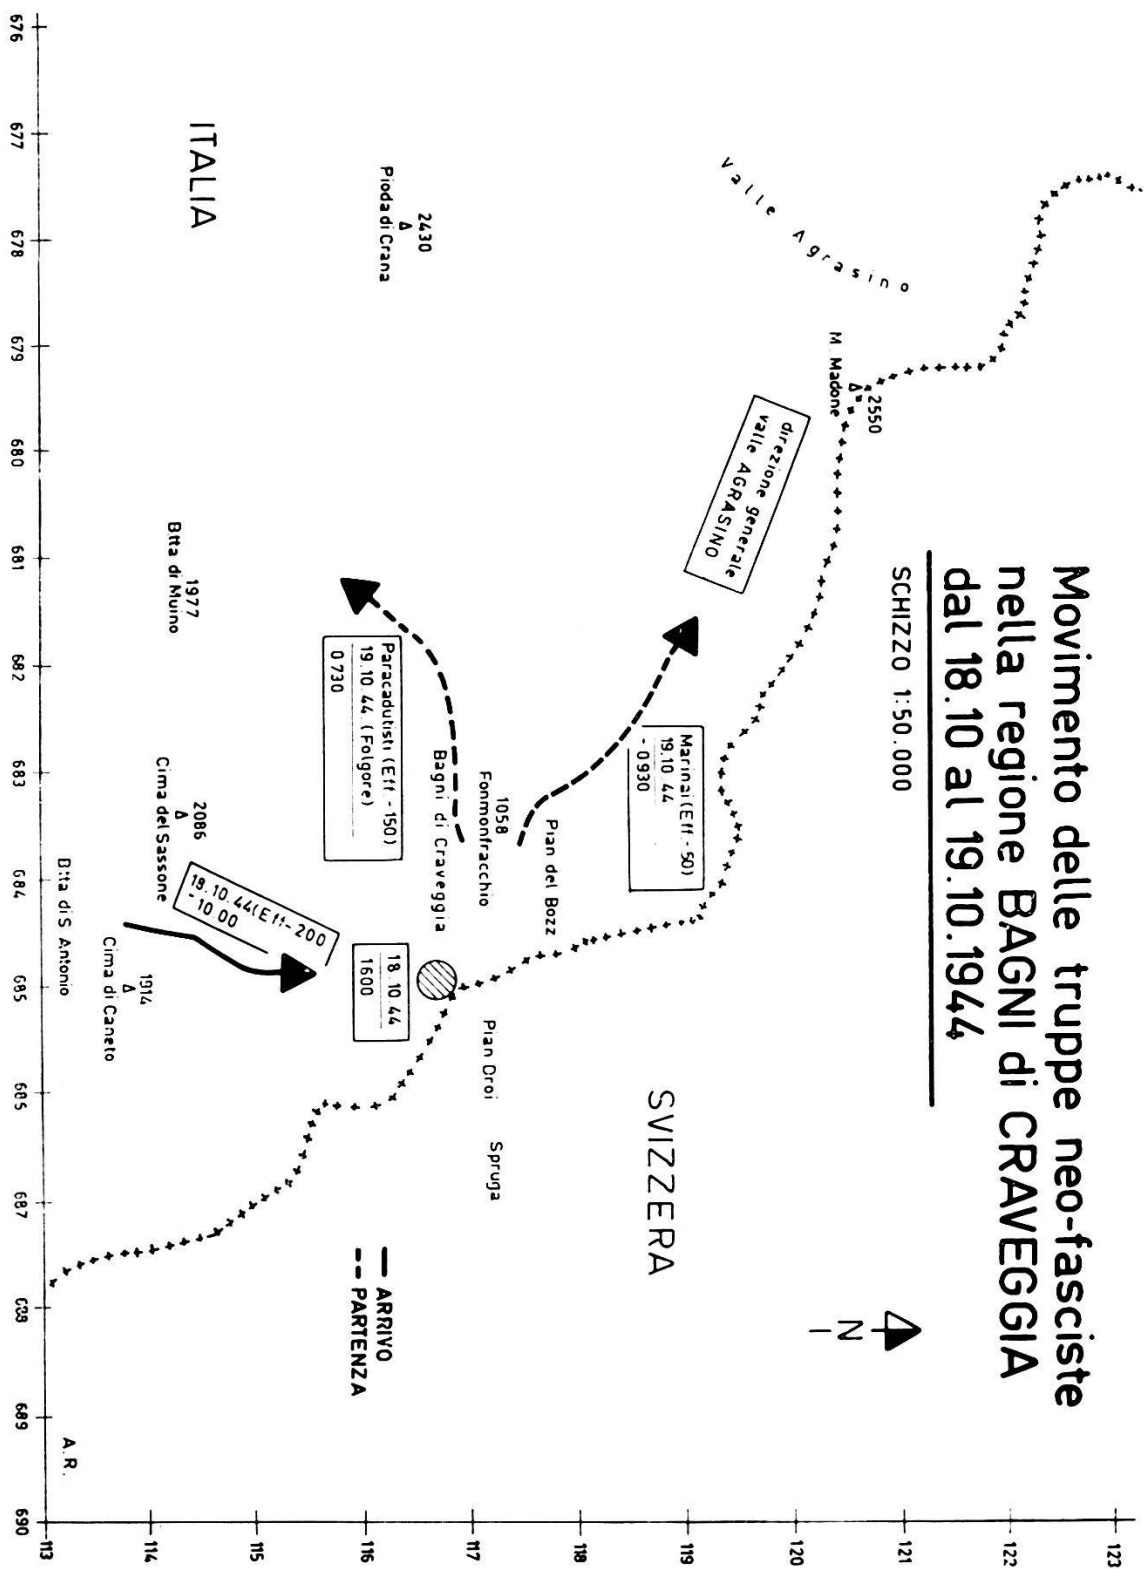 Movimento delle truppe neo-fasciste
nella regione BAGNI di CRAVEGGIA
dal 18.10 al 19.10.1944
SCHIZZO 1:50.000
N
Valle Agrasino
2550
M. Madone
direzione generale
valle AGRASINO
Marinai (Eff.-50)
19.10.44
- 0930
SVIZZERA
2430
Pioda di Crana
Pian del Bozz
1058
Fonmonfracchio
Bagni di Craveggia
Pian Oroi
Spruga
Paracadutisti (Eff.-150)
19.10.44 (Folgore)
0730
18.10.44
1600
ARRIVO
PARTENZA
ITALIA
1977
Btta di Muino
2086
Cima del Sassone
18.10.44 (Eff-200
-10 00
1914
Cima di Caneto
Btta di S. Antonio
A.R.
676
677
678
679
680
681
682
683
684
685
685
687
688
689
690
113
114
115
116
117
118
119
120
121
122
123